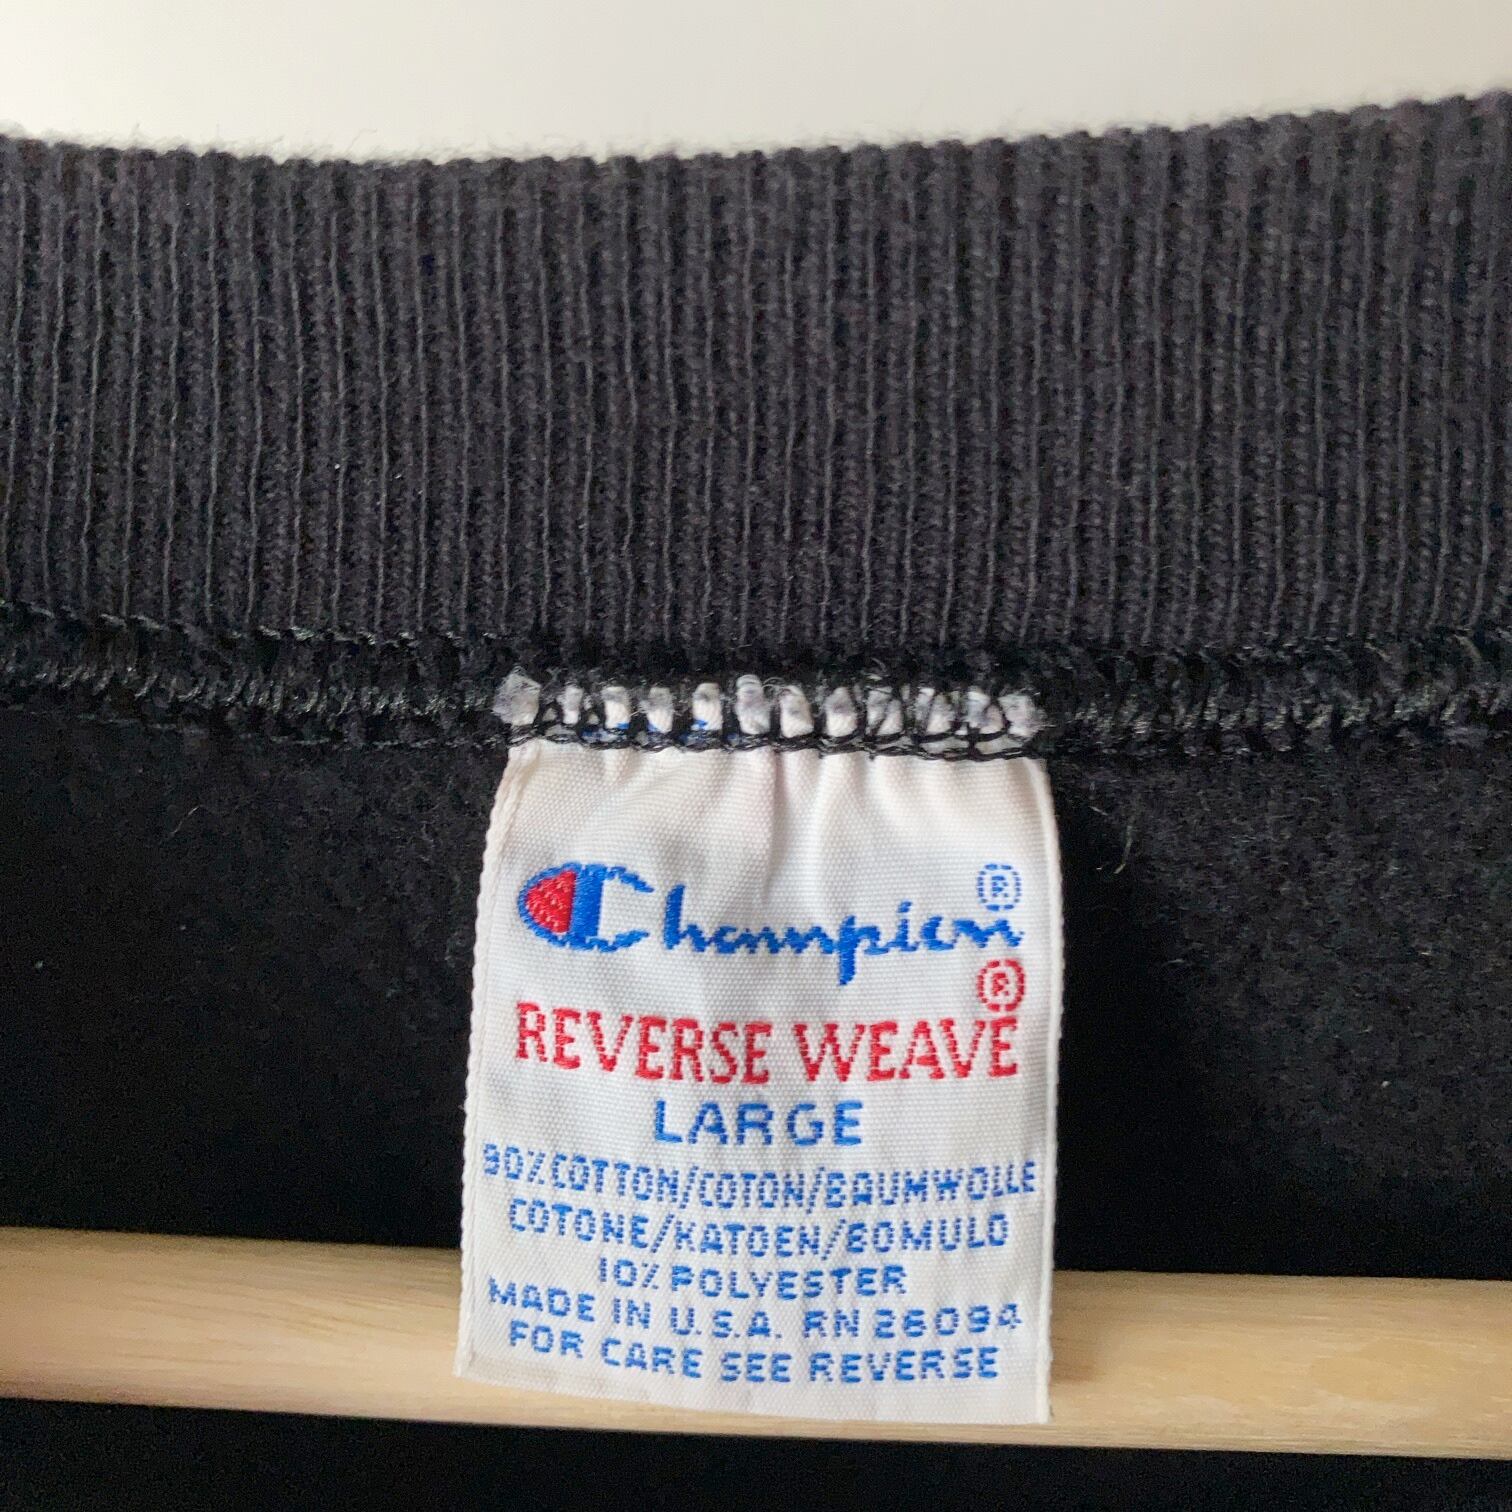 Champion®
REVERSE WEAVE®
LARGE
90% COTTON/COTON/BAUMWOLLE
COTONE/KATOEN/BOMULD
10% POLYESTER
MADE IN U.S.A. RN 26094
FOR CARE SEE REVERSE